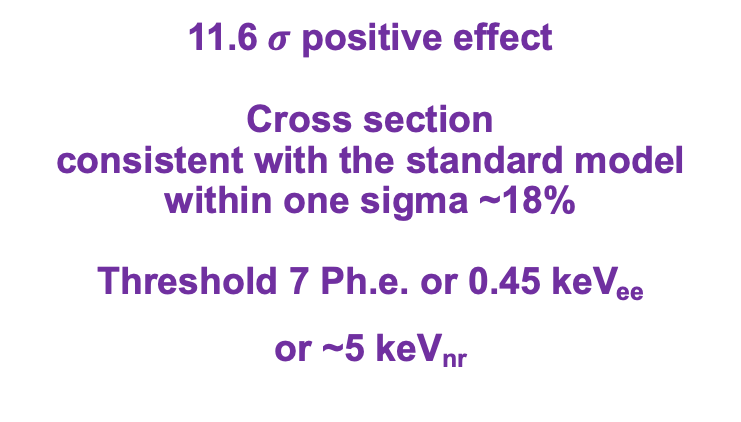 11.6 𝜎 positive effect
Cross section
consistent with the standard model
within one sigma ~18%
Threshold 7 Ph.e. or 0.45 keVₑₑ
or ~5 keVnr